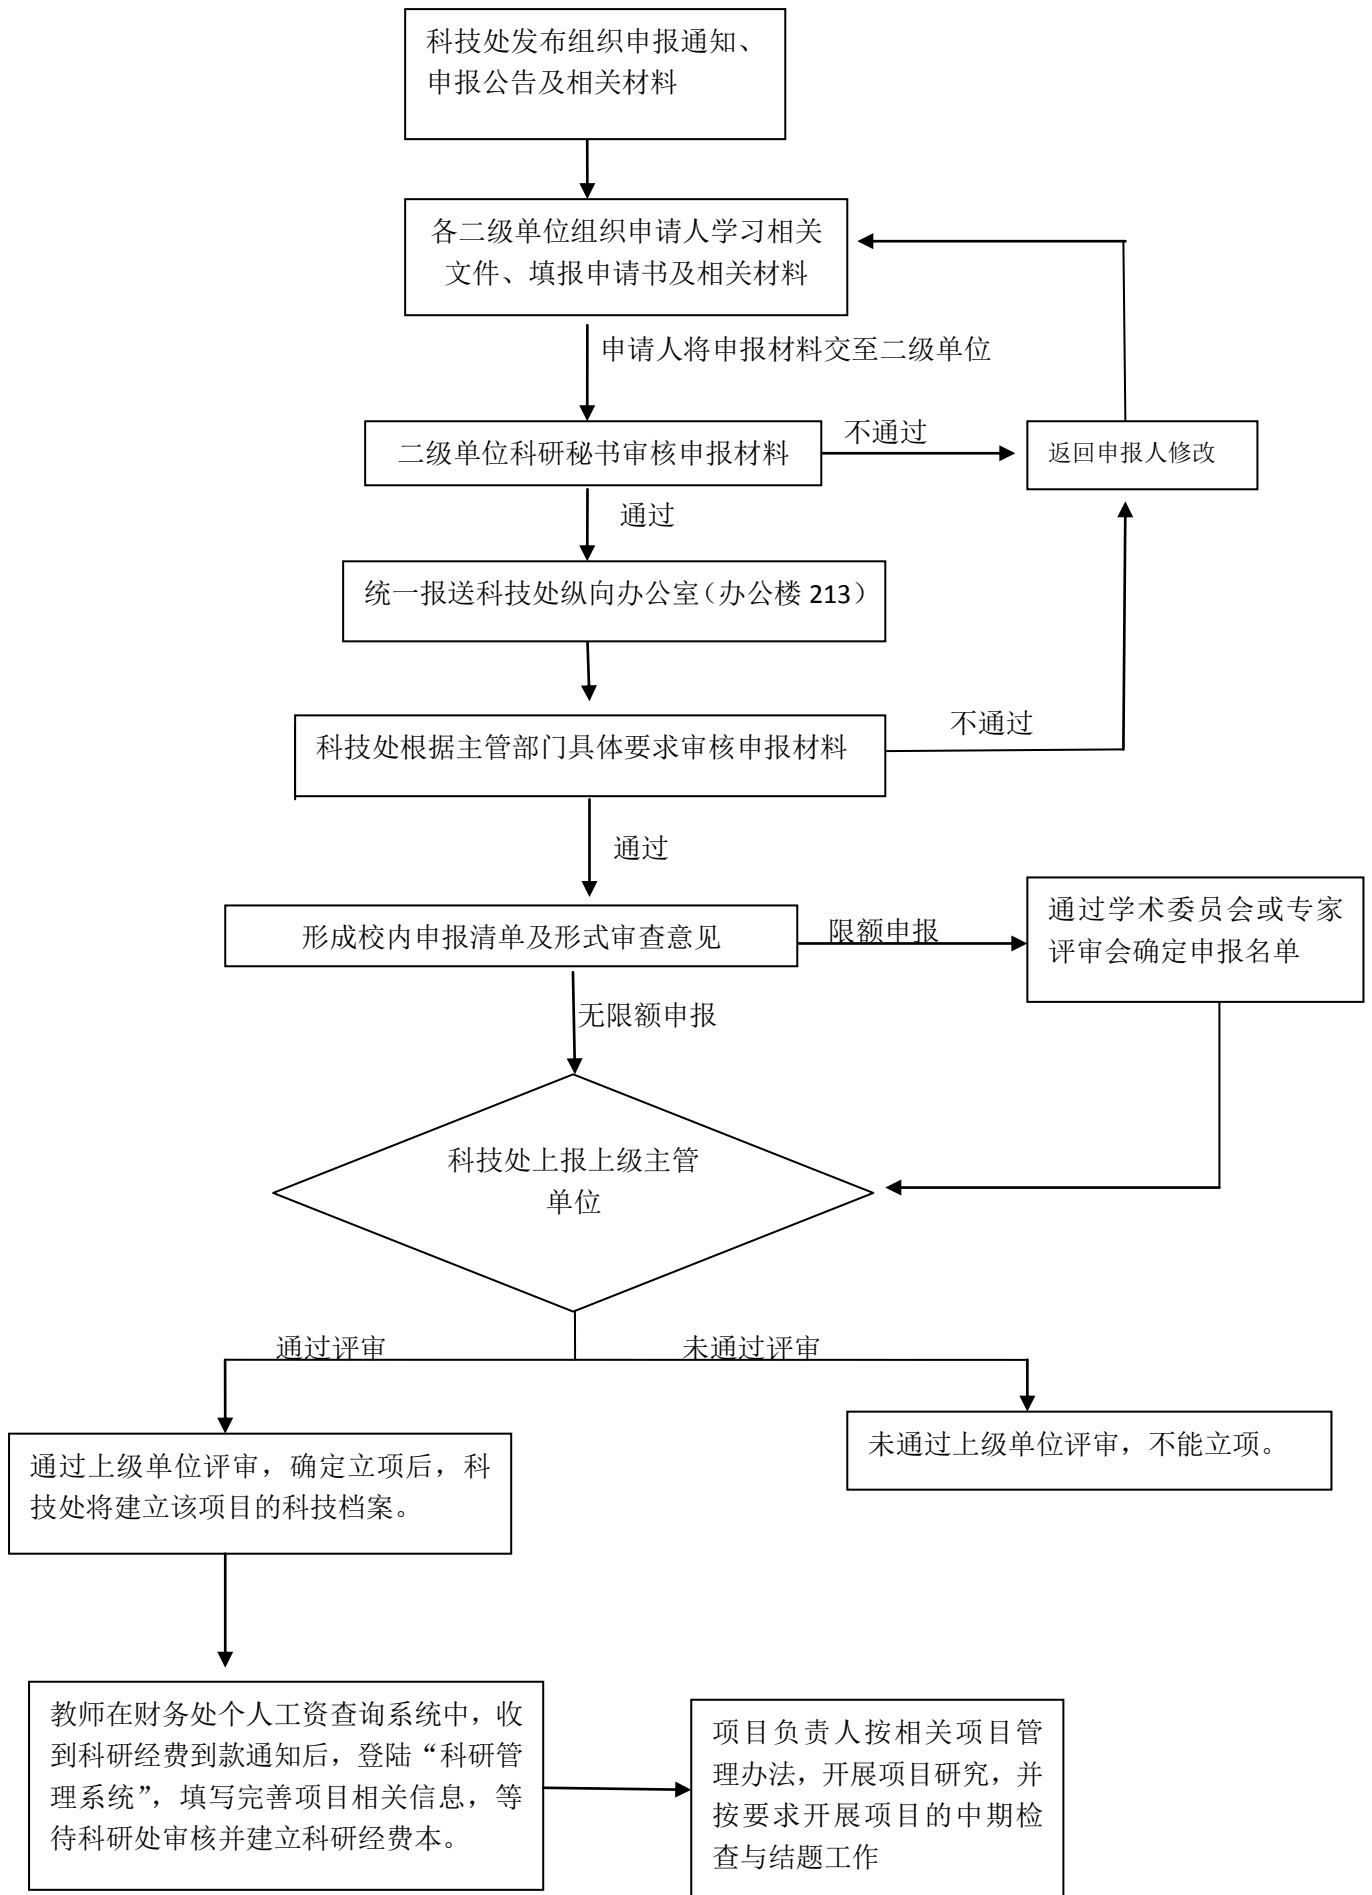 科技处发布组织申报通知、
申报公告及相关材料
各二级单位组织申请人学习相关
文件、填报申请书及相关材料
申请人将申报材料交至二级单位
二级单位科研秘书审核申报材料
不通过
返回申报人修改
通过
统一报送科技处纵向办公室（办公楼 213）
科技处根据主管部门具体要求审核申报材料
不通过
通过
形成校内申报清单及形式审查意见
限额申报
通过学术委员会或专家
评审会确定申报名单
无限额申报
科技处上报上级主管
单位
通过评审
未通过评审
未通过上级单位评审，不能立项。
通过上级单位评审，确定立项后，科
技处将建立该项目的科技档案。
教师在财务处个人工资查询系统中，收
到科研经费到款通知后，登陆“科研管
理系统”，填写完善项目相关信息，等
待科研处审核并建立科研经费本。
项目负责人按相关项目管
理办法，开展项目研究，并
按要求开展项目的中期检
查与结题工作